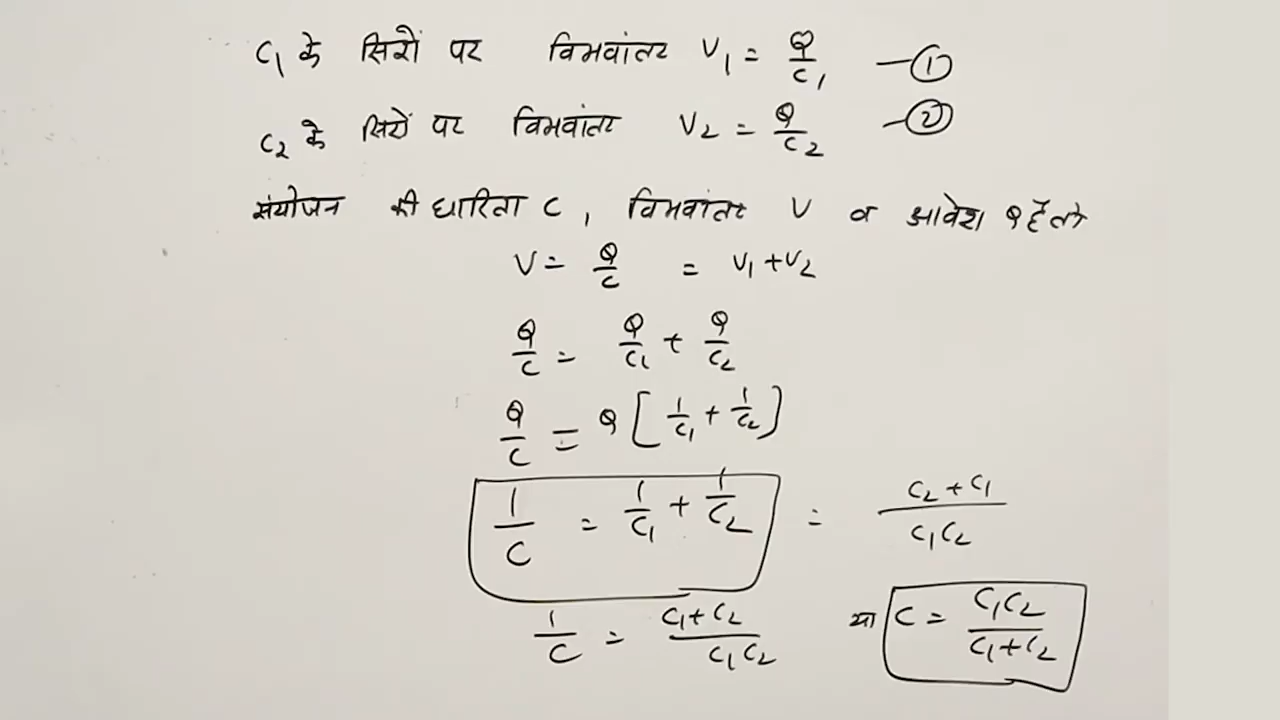 C₁ के सिरों पर विभवांतर V₁ = Q/C₁ —①
C₂ के सिरों पर विभवांतर V₂ = Q/C₂ —②
संयोजन की धारिता C, विभवांतर V व आवेश Q है तो
V = Q/C = V₁ + V₂
Q/C = Q/C₁ + Q/C₂
Q/C = Q [1/C₁ + 1/C₂]
1/C = 1/C₁ + 1/C₂ = (C₂ + C₁)/(C₁C₂)
1/C = (C₁ + C₂)/(C₁C₂) या C = (C₁C₂)/(C₁ + C₂)